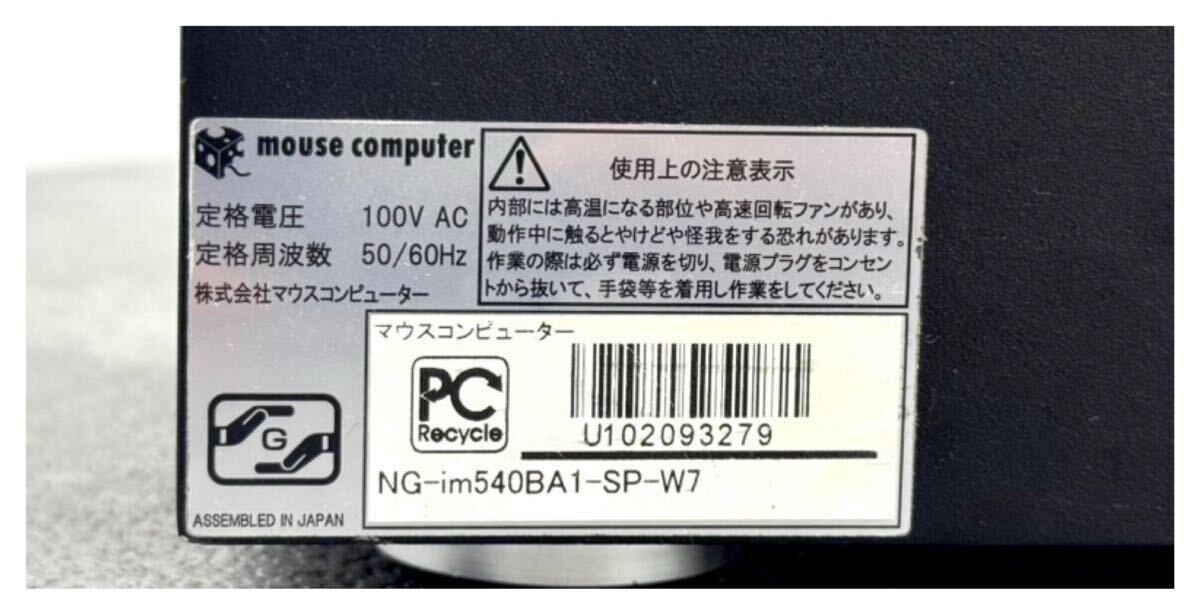 mouse computer
定格電圧 100V AC
定格周波数 50/60Hz
株式会社マウスコンピューター
使用上の注意表示
内部には高温になる部位や高速回転ファンがあり、
動作中に触るとやけどや怪我をする恐れがあります。
作業の際は必ず電源を切り、電源プラグをコンセン
トから抜いて、手袋等を着用し作業をしてください。
マウスコンピューター
PC
Recycle
U102093279
NG-im540BA1-SP-W7
G
ASSEMBLED IN JAPAN